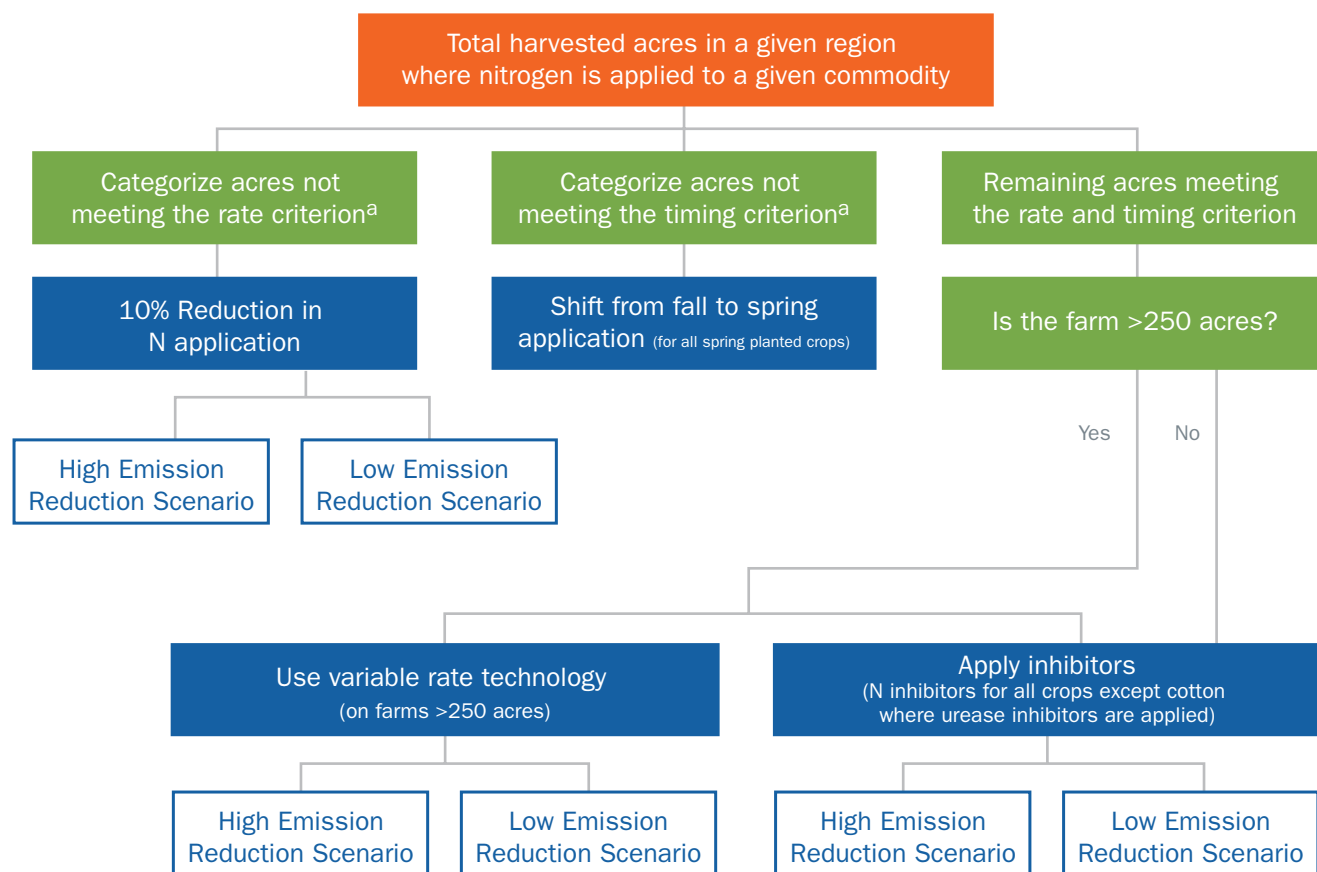 Total harvested acres in a given region
where nitrogen is applied to a given commodity
Categorize acres not
meeting the rate criterionª
Categorize acres not
meeting the timing criterionª
Remaining acres meeting
the rate and timing criterion
10% Reduction in
N application
Shift from fall to spring
application (for all spring planted crops)
Is the farm >250 acres?
High Emission
Reduction Scenario
Low Emission
Reduction Scenario
Yes
No
Use variable rate technology
(on farms >250 acres)
Apply inhibitors
(N inhibitors for all crops except cotton
where urease inhibitors are applied)
High Emission
Reduction Scenario
Low Emission
Reduction Scenario
High Emission
Reduction Scenario
Low Emission
Reduction Scenario